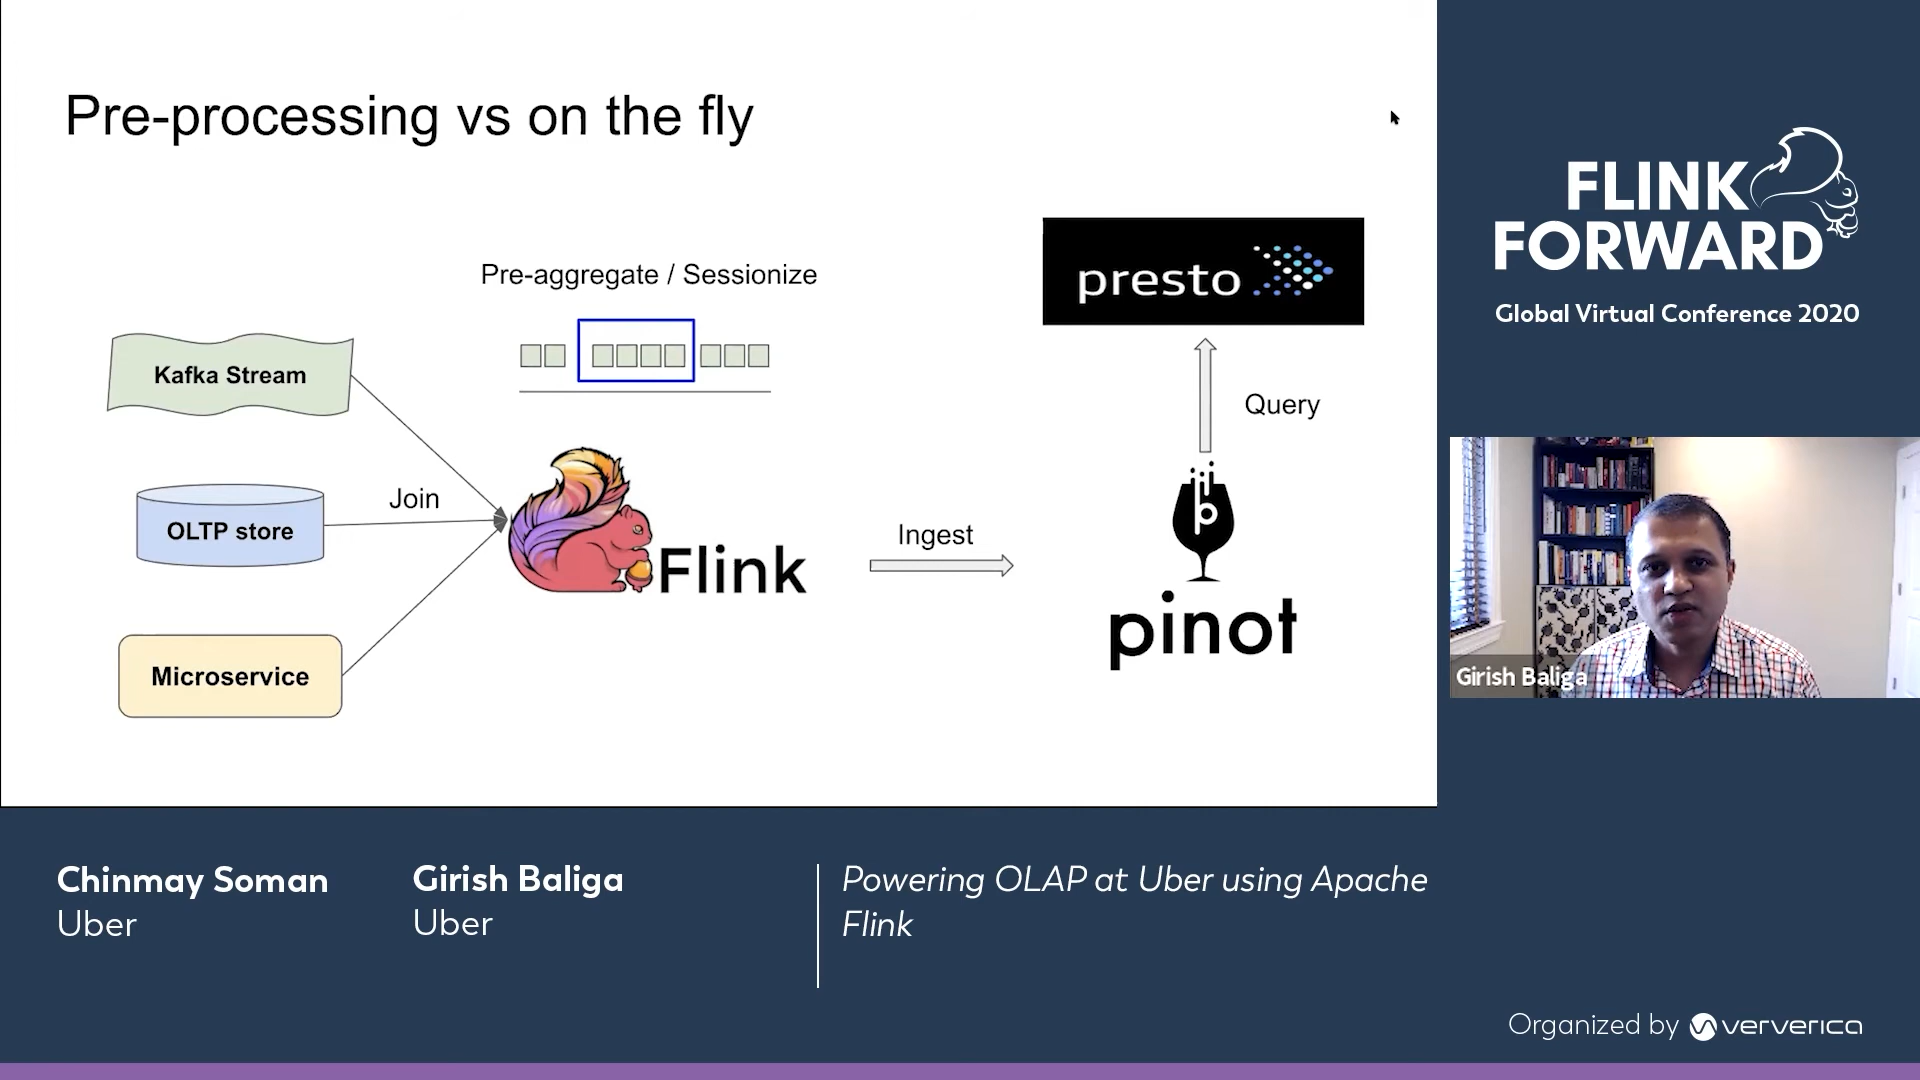 Pre-processing vs on the fly
Pre-aggregate / Sessionize
Kafka Stream
OLTP store
Microservice
Join
Flink
Ingest
presto
Query
pinot
FLINK
FORWARD
Global Virtual Conference 2020
Girish Baliga
Chinmay Soman
Uber
Girish Baliga
Uber
Powering OLAP at Uber using Apache
Flink
Organized by ververica